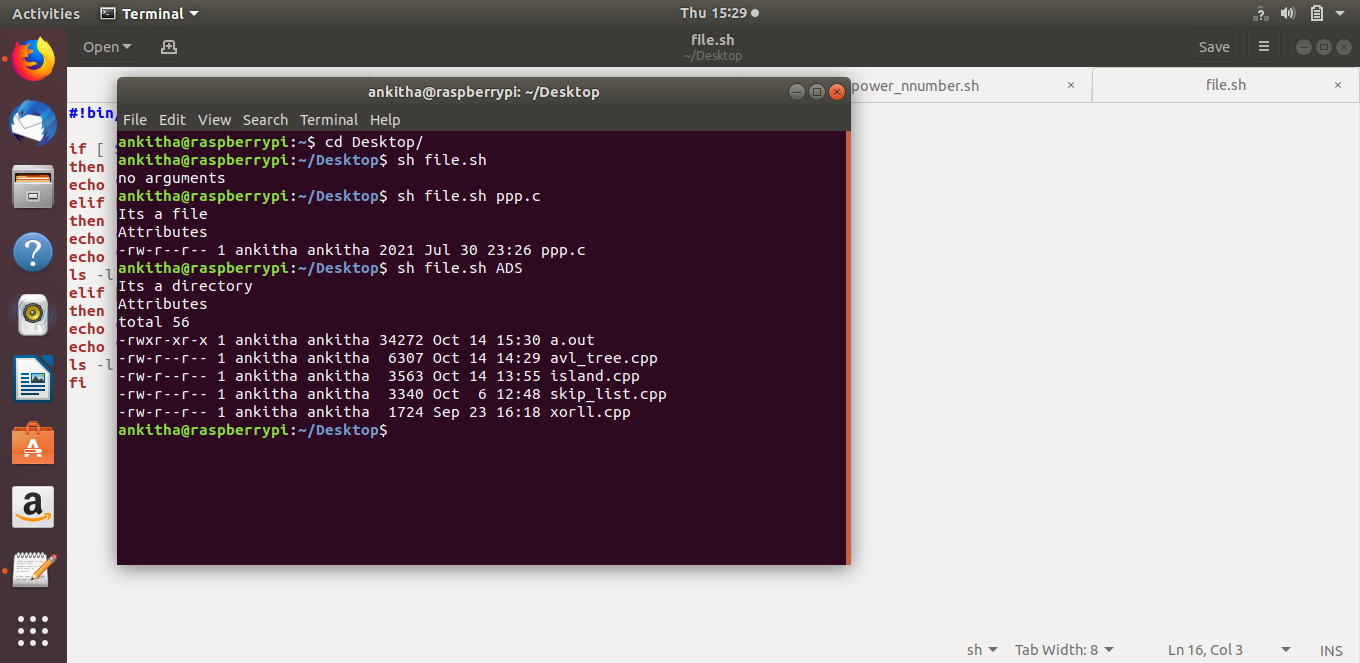 Activities Terminal Thu 15:29
Open file.sh Save
~/Desktop
power_nnumber.sh × file.sh ×
#!bin/
if [
then
echo
elif
then
echo
echo
ls -l
elif
then
echo
echo
ls -l
fi
ankitha@raspberrypi: ~/Desktop
File Edit View Search Terminal Help
ankitha@raspberrypi:~$ cd Desktop/
ankitha@raspberrypi:~/Desktop$ sh file.sh
no arguments
ankitha@raspberrypi:~/Desktop$ sh file.sh ppp.c
Its a file
Attributes
-rw-r--r-- 1 ankitha ankitha 2021 Jul 30 23:26 ppp.c
ankitha@raspberrypi:~/Desktop$ sh file.sh ADS
Its a directory
Attributes
total 56
-rwxr-xr-x 1 ankitha ankitha 34272 Oct 14 15:30 a.out
-rw-r--r-- 1 ankitha ankitha  6307 Oct 14 14:29 avl_tree.cpp
-rw-r--r-- 1 ankitha ankitha  3563 Oct 14 13:55 island.cpp
-rw-r--r-- 1 ankitha ankitha  3340 Oct  6 12:48 skip_list.cpp
-rw-r--r-- 1 ankitha ankitha  1724 Sep 23 16:18 xorll.cpp
ankitha@raspberrypi:~/Desktop$
sh Tab Width: 8 Ln 16, Col 3 INS